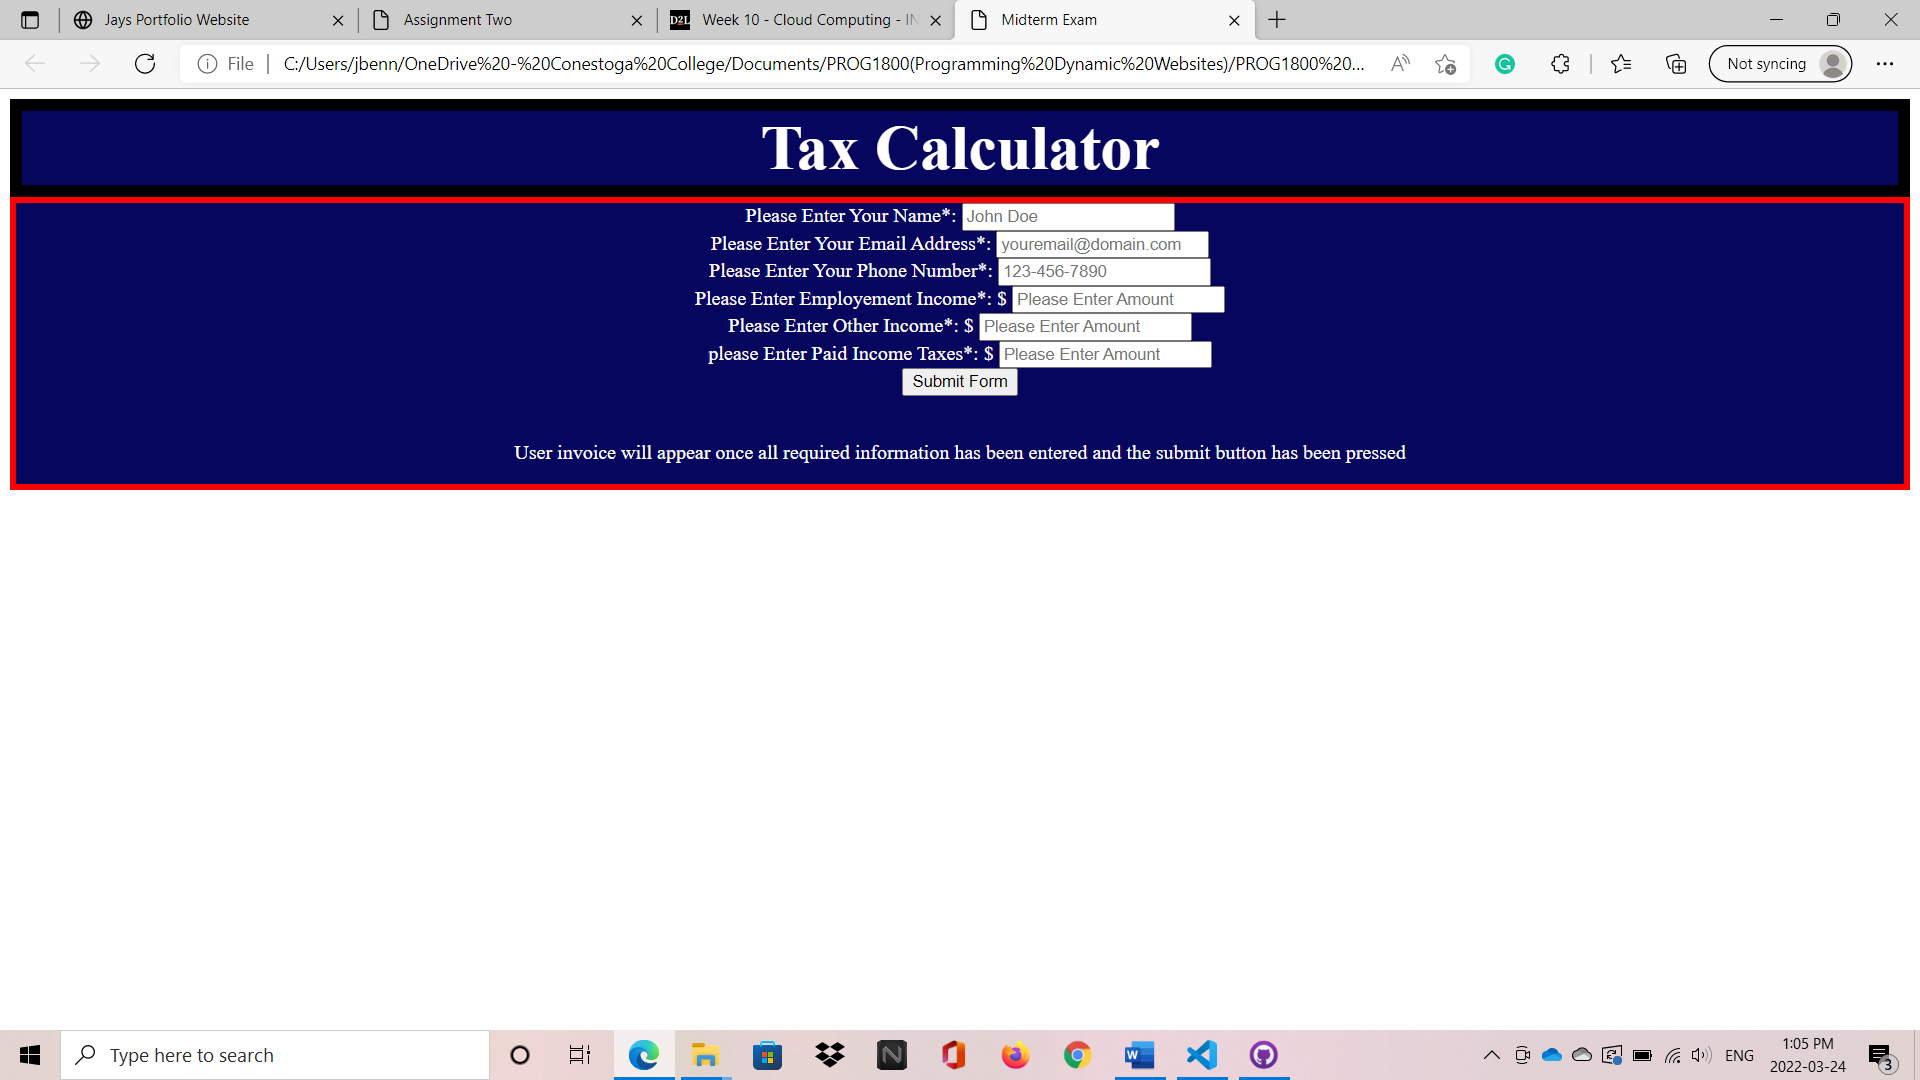 Jays Portfolio Website
Assignment Two
D2L Week 10 - Cloud Computing - IN
Midterm Exam
File
C:/Users/jbenn/OneDrive%20-%20Conestoga%20College/Documents/PROG1800(Programming%20Dynamic%20Websites)/PROG1800%20...
Not syncing
Tax Calculator
Please Enter Your Name*: John Doe
Please Enter Your Email Address*: youremail@domain.com
Please Enter Your Phone Number*: 123-456-7890
Please Enter Employement Income*: $ Please Enter Amount
Please Enter Other Income*: $ Please Enter Amount
please Enter Paid Income Taxes*: $ Please Enter Amount
Submit Form
User invoice will appear once all required information has been entered and the submit button has been pressed
Type here to search
ENG
1:05 PM
2022-03-24
3